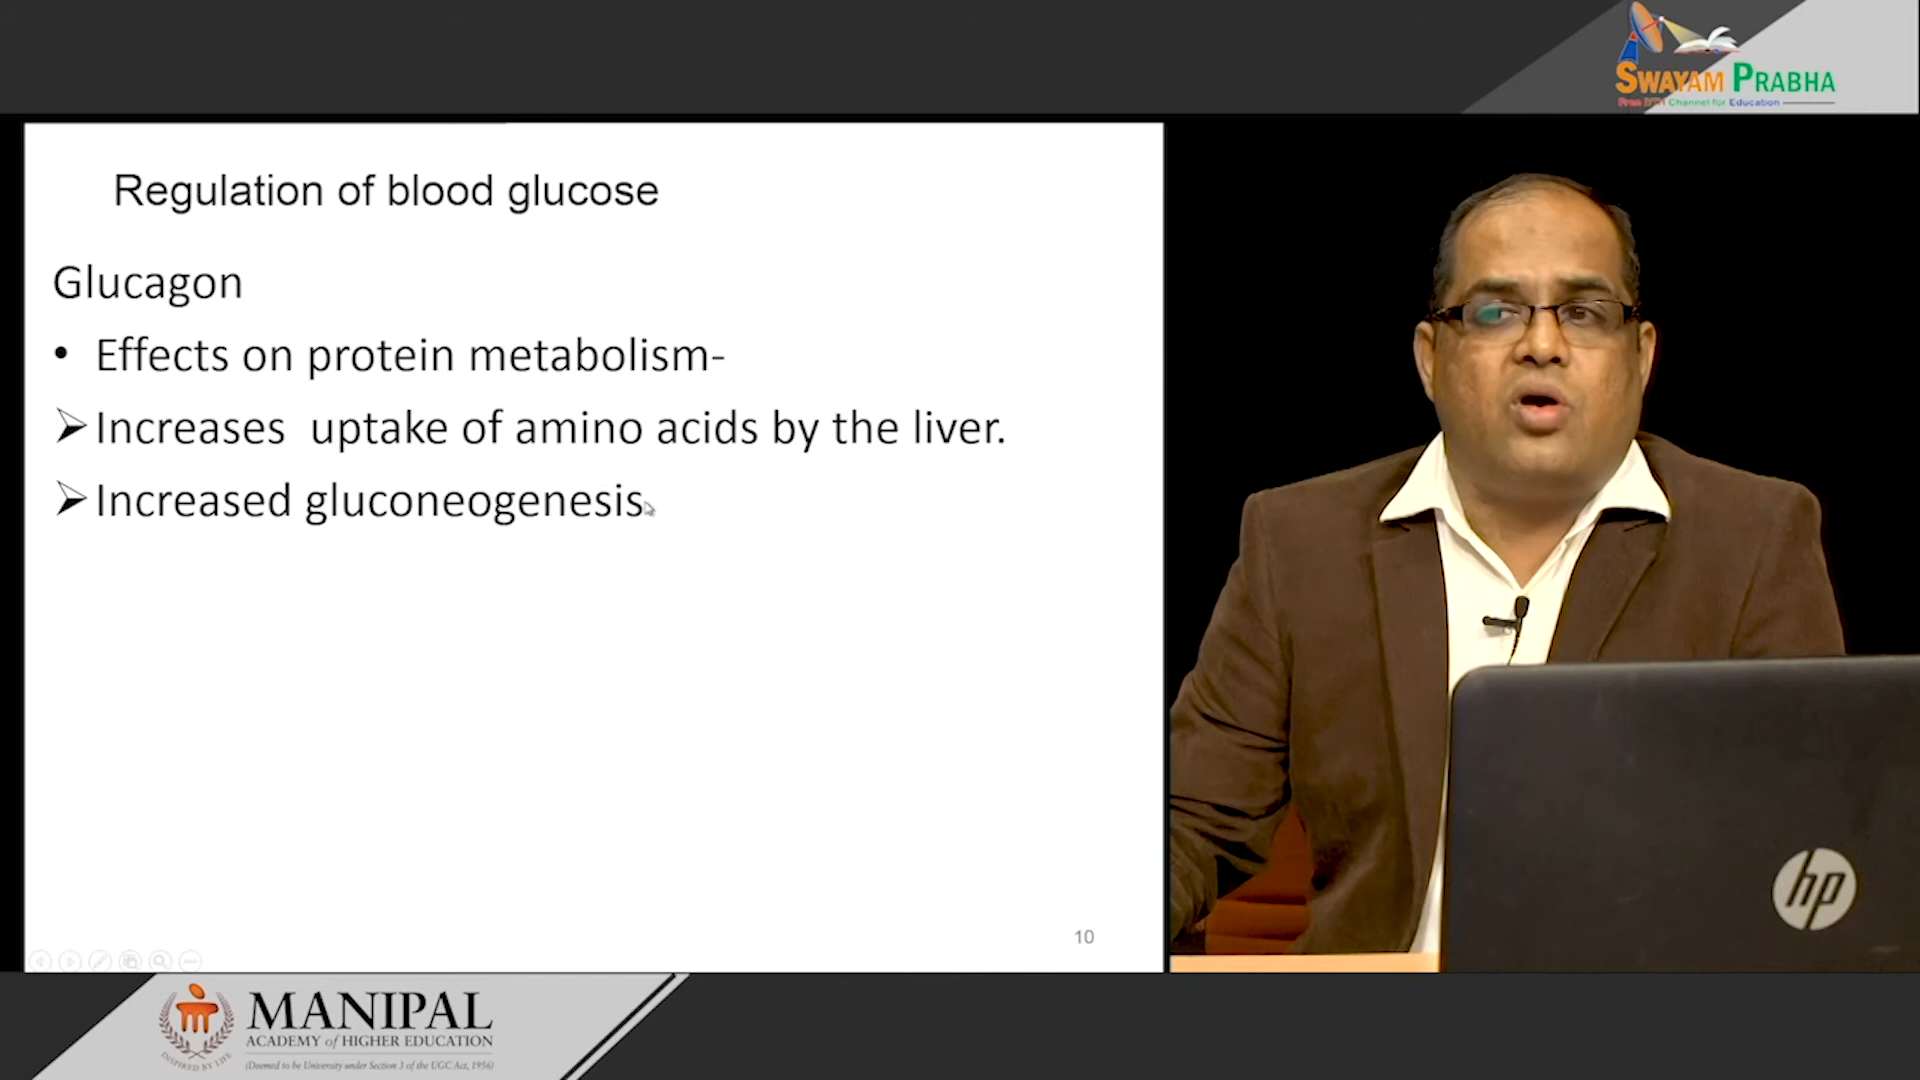 SWAYAM PRABHA
Free DTH Channel for Education
Regulation of blood glucose
Glucagon
• Effects on protein metabolism-
➢ Increases uptake of amino acids by the liver.
➢ Increased gluconeogenesis
10
hp
MANIPAL
ACADEMY of HIGHER EDUCATION
INSPIRED BY LIFE
(Deemed to be University under Section 3 of the UGC Act, 1956)